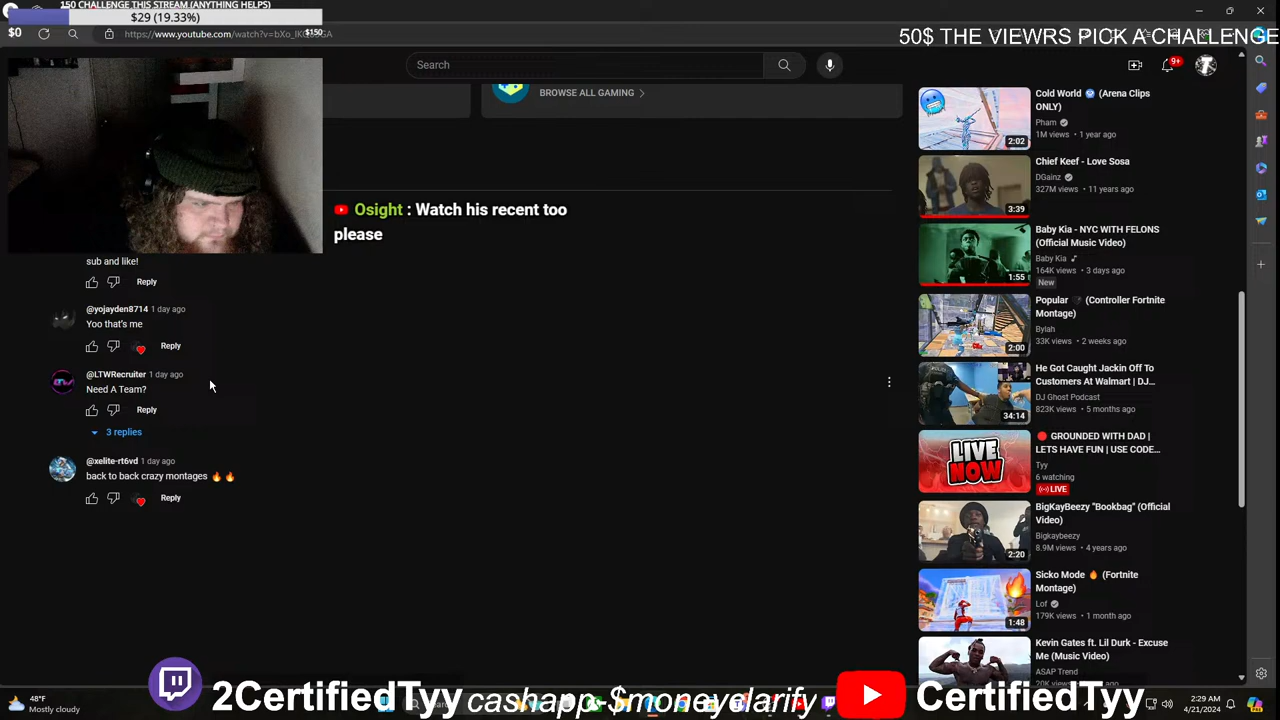 150 CHALLENGE THIS STREAM (ANYTHING HELPS)
$29 (19.33%)
$0
$150
https://www.youtube.com/watch?v=bXo_
50$ THE VIEWRS PICK A CHALLENGE
Search
9+
BROWSE ALL GAMING
Osight : Watch his recent too
please
sub and like!
Reply
@yojayden8714 1 day ago
Yoo that's me
Reply
@LTWRecruiter 1 day ago
Need A Team?
Reply
3 replies
@xelite-rt6vd 1 day ago
back to back crazy montages 🔥🔥
Reply
2:02
Cold World 🥶 (Arena Clips
ONLY)
Pham
1M views • 1 year ago
3:39
Chief Keef - Love Sosa
DGainz
327M views • 11 years ago
1:55
Baby Kia - NYC WITH FELONS
(Official Music Video)
Baby Kia
164K views • 3 days ago
New
2:00
Popular (Controller Fortnite
Montage)
Bylah
33K views • 2 weeks ago
34:14
He Got Caught Jackin Off To
Customers At Walmart | DJ...
DJ Ghost Podcast
823K views • 5 months ago
LIVE
NOW
🔴 GROUNDED WITH DAD |
LETS HAVE FUN | USE CODE...
Tyy
6 watching
LIVE
2:20
BigKayBeezy "Bookbag" (Official
Video)
Bigkaybeezy
8.9M views • 4 years ago
1:48
Sicko Mode 🔥 (Fortnite
Montage)
Lof
179K views • 1 month ago
Kevin Gates ft. Lil Durk - Excuse
Me (Music Video)
ASAP Trend
48°F
Mostly cloudy
2CertifiedTyy
cashapp $moneyclarify
CertifiedTyy
2:29 AM
4/21/2024